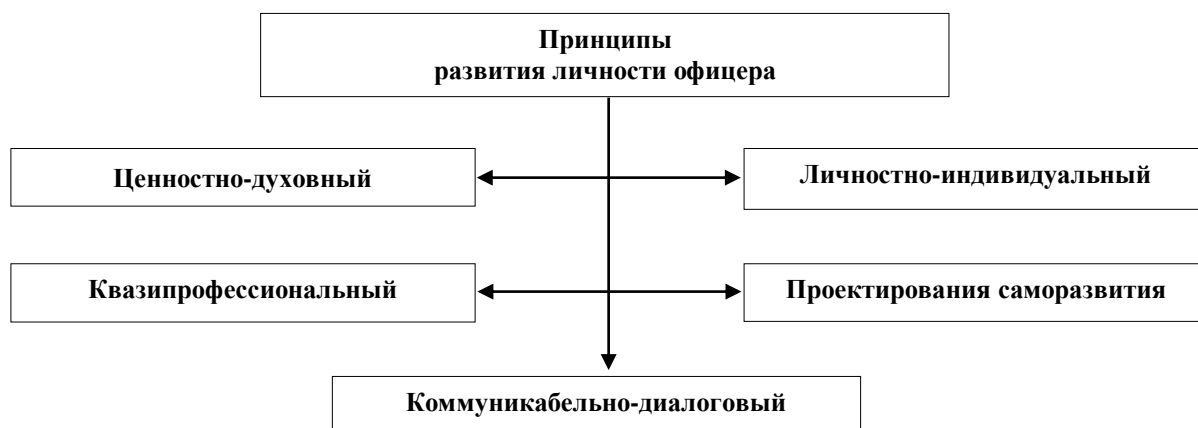 Принципы
развития личности офицера
Ценностно-духовный
Личностно-индивидуальный
Квазипрофессиональный
Проектирования саморазвития
Коммуникабельно-диалоговый